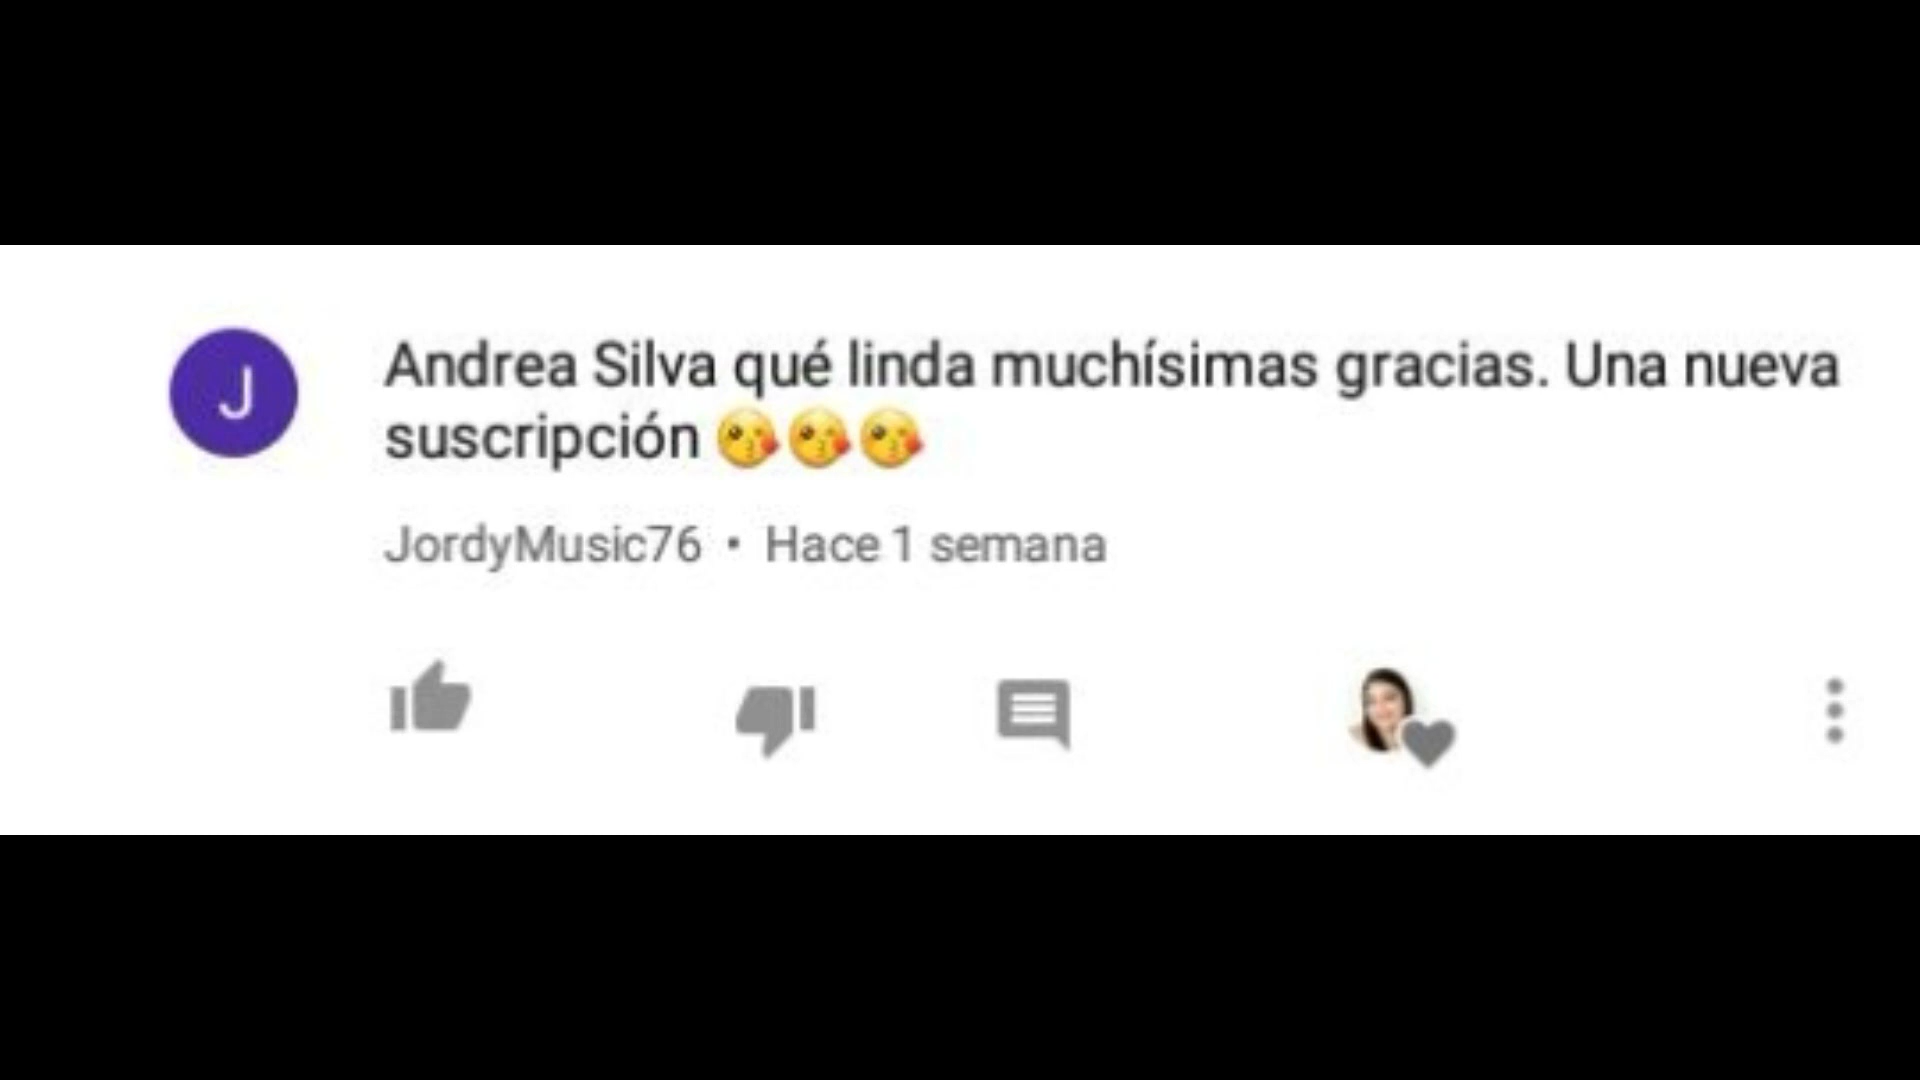 J
Andrea Silva qué linda muchísimas gracias. Una nueva
suscripción 😘😘😘
JordyMusic76 • Hace 1 semana